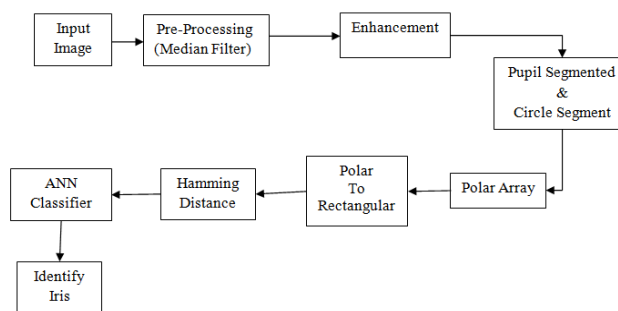 Input
Image
Pre-Processing
(Median Filter)
Enhancement
Pupil Segmented
&
Circle Segment
Polar Array
Polar
To
Rectangular
Hamming
Distance
ANN
Classifier
Identify
Iris